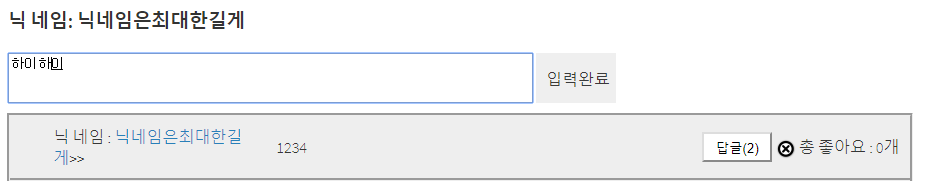 닉 네임: 닉네임은최대한길게
하이해이
입력완료
닉 네임 : 닉네임은최대한길
게>>
1234
답글(2)
총 좋아요 : 0개